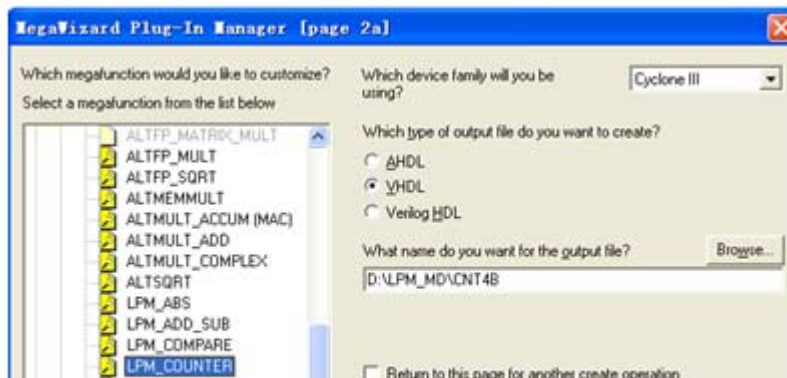 MegaWizard Plug-In Manager [page 2a]
Which megafunction would you like to customize?
Select a megafunction from the list below
ALTFP_MATRIX_MULT
ALTFP_MULT
ALTFP_SQRT
ALTMEMMULT
ALTMULT_ACCUM (MAC)
ALTMULT_ADD
ALTMULT_COMPLEX
ALTSQRT
LPM_ABS
LPM_ADD_SUB
LPM_COMPARE
LPM_COUNTER
Which device family will you be
using?
Cyclone III
Which type of output file do you want to create?
AHDL
VHDL
Verilog HDL
What name do you want for the output file?
Browse...
D:\LPM_MD\CNT4B
Return to this page for another create operation